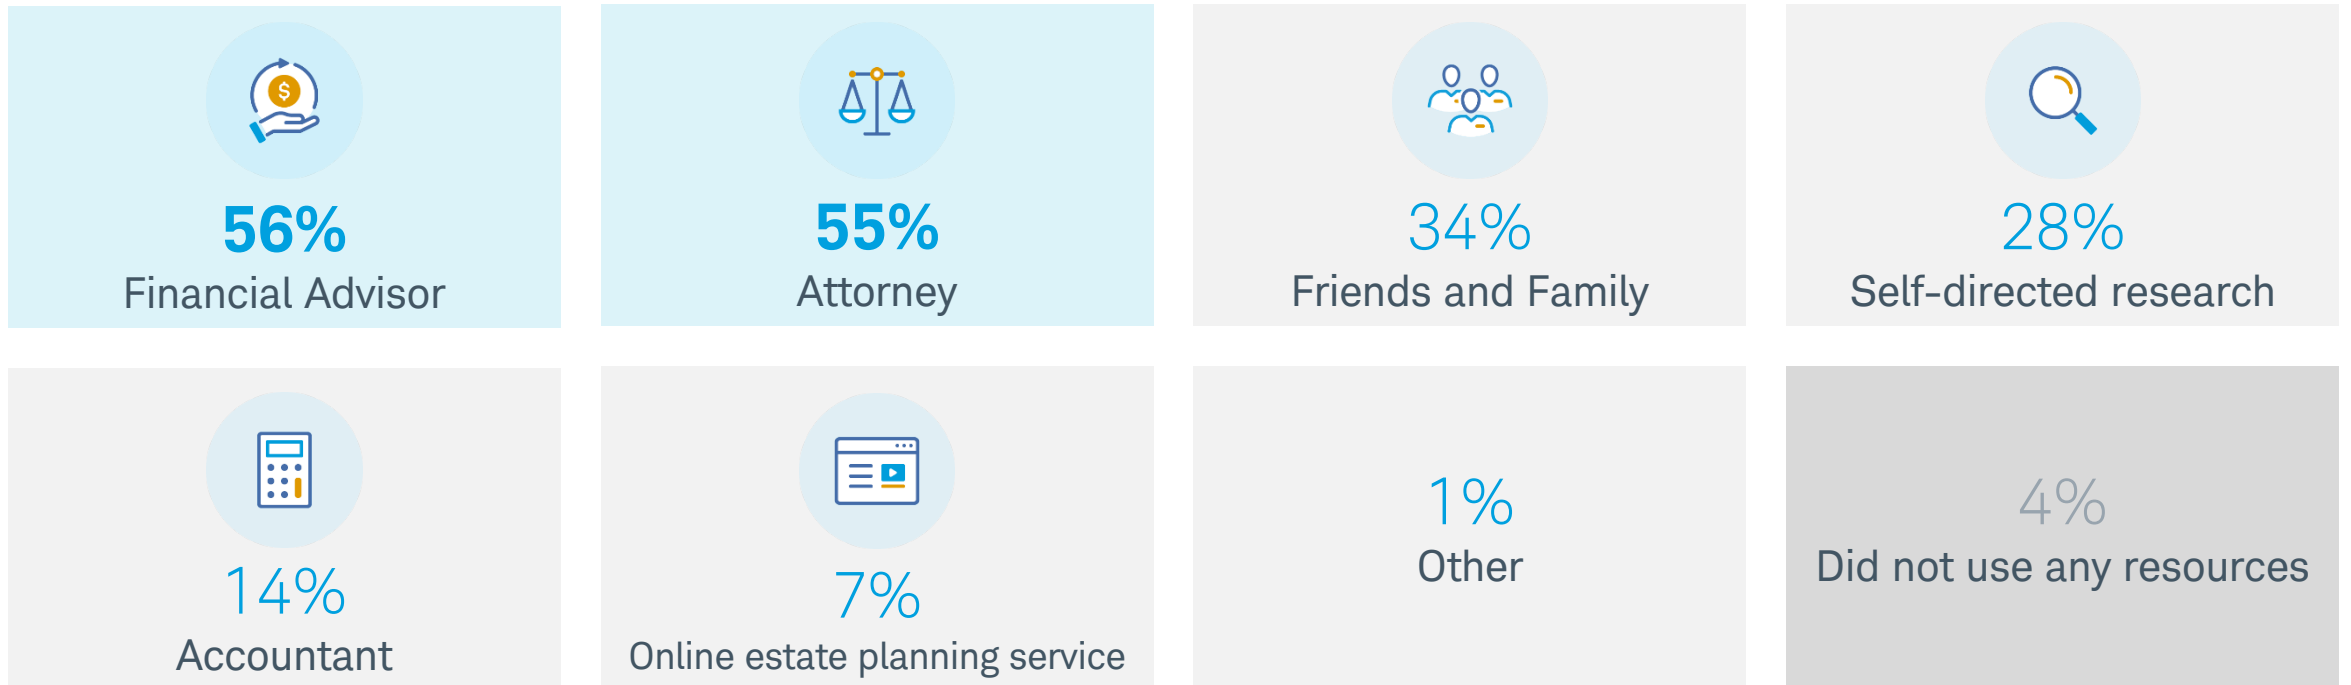 $
56%
Financial Advisor
55%
Attorney
34%
Friends and Family
28%
Self-directed research
14%
Accountant
7%
Online estate planning service
1%
Other
4%
Did not use any resources